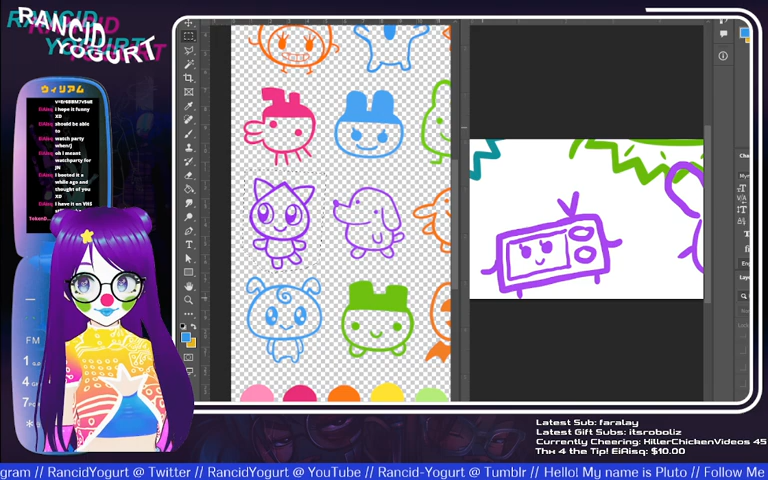 RANCID
YOGURT
ウィリアム
I hope it funny
XD
should be able
to
watch party
when!j
ok I meant
watchparty for
JN
I booted it a
while ago and
thought of you
XD
I have it on VHS
FM
Latest Sub: faralay
Latest Gift Subs: itsroboliz
Currently Cheering: KillerChickenVideos 45
Thx 4 the Tip! EiAisq: $10.00
gram // RancidYogurt @ Twitter // RancidYogurt @ YouTube // Rancid-Yogurt @ Tumblr // Hello! My name is Pluto // Follow Me